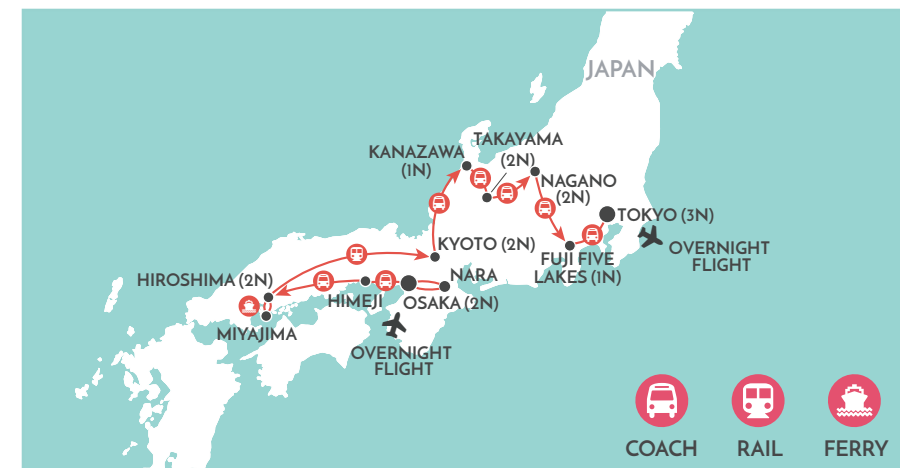 JAPAN
TAKAYAMA
(2N)
KANAZAWA
(1N)
NAGANO
(2N)
TOKYO (3N)
OVERNIGHT
FLIGHT
KYOTO (2N)
FUJI FIVE
LAKES (1N)
HIROSHIMA (2N)
NARA
HIMEJI
OSAKA (2N)
MIYAJIMA
OVERNIGHT
FLIGHT
COACH
RAIL
FERRY